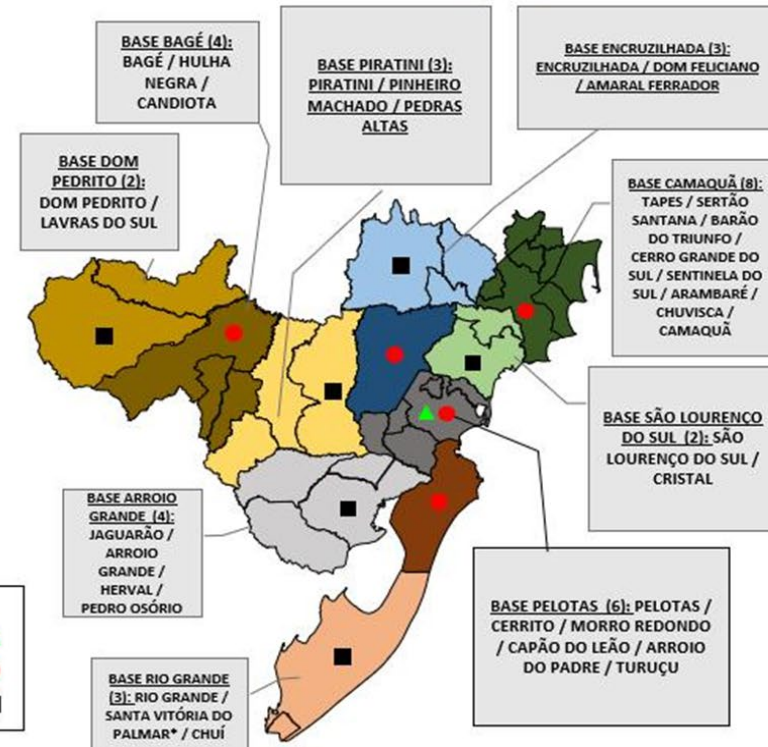 BASE BAGÉ (4):
BAGÉ / HULHA
NEGRA /
CANDIOTA
BASE PIRATINI (3):
PIRATINI / PINHEIRO
MACHADO / PEDRAS
ALTAS
BASE ENCRUZILHADA (3):
ENCRUZILHADA / DOM FELICIANO
/ AMARAL FERRADOR
BASE DOM
PEDRITO (2):
DOM PEDRITO /
LAVRAS DO SUL
BASE CAMAQUÃ (8):
TAPES / SERTÃO
SANTANA / BARÃO
DO TRIUNFO /
CERRO GRANDE DO
SUL / SENTINELA DO
SUL / ARAMBARÉ /
CHUVISCA /
CAMAQUÃ
BASE SÃO LOURENÇO
DO SUL (2): SÃO
LOURENÇO DO SUL /
CRISTAL
BASE ARROIO
GRANDE (4):
JAGUARÃO /
ARROIO
GRANDE /
HERVAL /
PEDRO OSÓRIO
BASE PELOTAS (6): PELOTAS /
CERRITO / MORRO REDONDO
/ CAPÃO DO LEÃO / ARROIO
DO PADRE / TURUÇU
BASE RIO GRANDE
(3): RIO GRANDE /
SANTA VITÓRIA DO
PALMAR* / CHUÍ